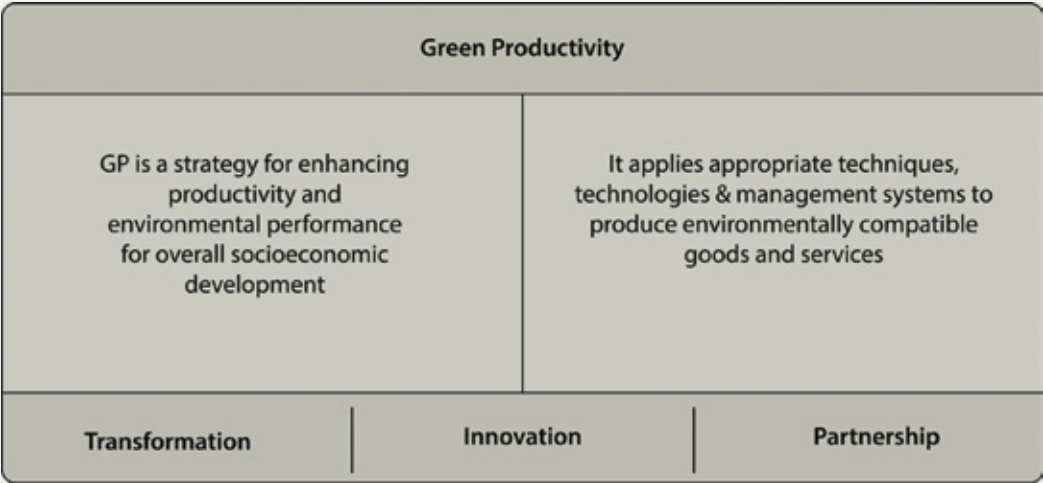 Green Productivity
GP is a strategy for enhancing
productivity and
environmental performance
for overall socioeconomic
development
It applies appropriate techniques,
technologies & management systems to
produce environmentally compatible
goods and services
Transformation
Innovation
Partnership